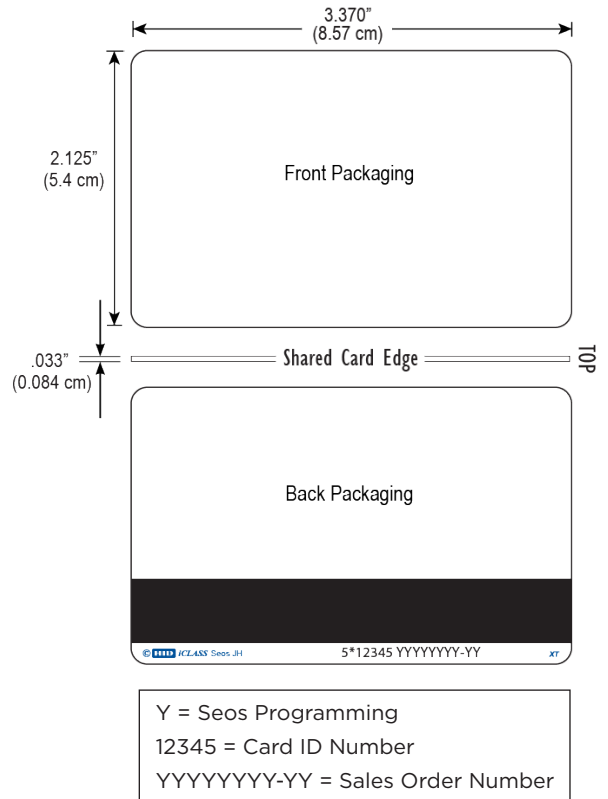 3.370”
(8.57 cm)
2.125”
(5.4 cm)
Front Packaging
.033”
(0.084 cm)
Shared Card Edge
TOP
Back Packaging
© HID iCLASS Seos JH 5*12345 YYYYYYYY-YY XT
Y = Seos Programming
12345 = Card ID Number
YYYYYYYY-YY = Sales Order Number